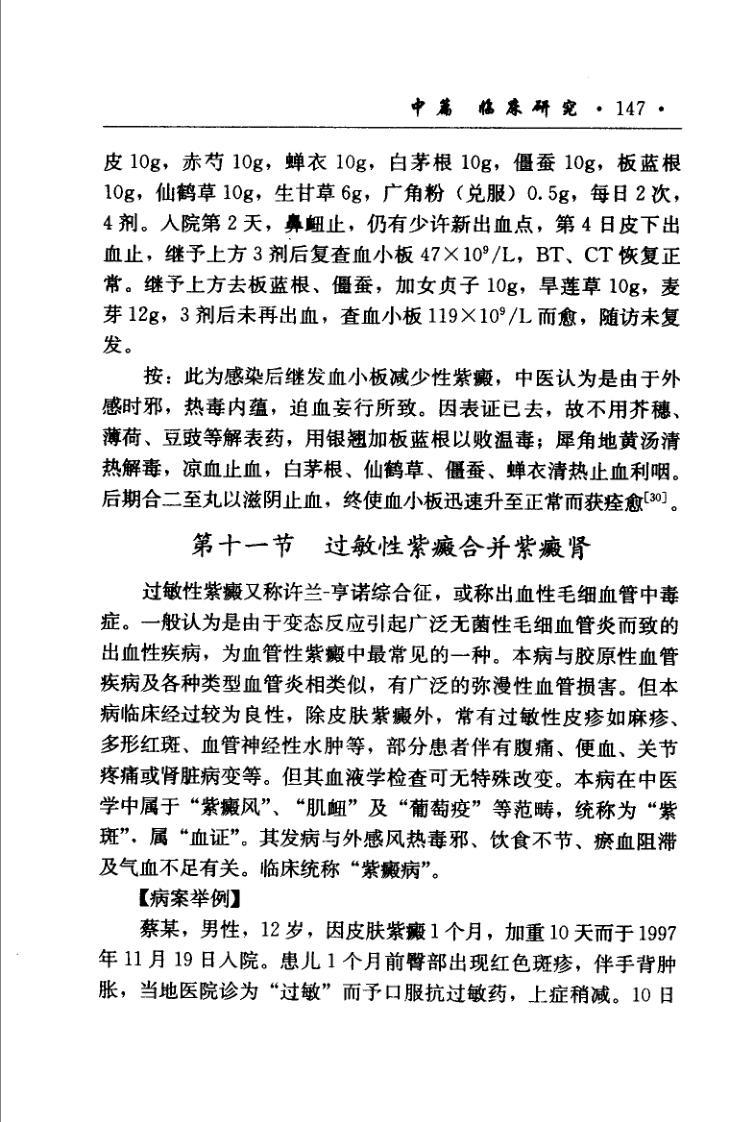 中篇 临床研究 · 147 ·
皮 10g，赤芍 10g，蝉衣 10g，白茅根 10g，僵蚕 10g，板蓝根
10g，仙鹤草 10g，生甘草 6g，广角粉（兑服）0.5g，每日 2 次，
4 剂。入院第 2 天，鼻衄止，仍有少许新出血点，第 4 日皮下出
血止，继予上方 3 剂后复查血小板 47×10⁹/L，BT、CT 恢复正
常。继予上方去板蓝根、僵蚕，加女贞子 10g，旱莲草 10g，麦
芽 12g，3 剂后未再出血，查血小板 119×10⁹/L 而愈，随访未复
发。
按：此为感染后继发血小板减少性紫癜，中医认为是由于外
感时邪，热毒内蕴，迫血妄行所致。因表证已去，故不用芥穗、
薄荷、豆豉等解表药，用银翘加板蓝根以败温毒；犀角地黄汤清
热解毒，凉血止血，白茅根、仙鹤草、僵蚕、蝉衣清热止血利咽。
后期合二至丸以滋阴止血，终使血小板迅速升至正常而获痊愈[30]。
第十一节 过敏性紫癜合并紫癜肾
过敏性紫癜又称许兰-亨诺综合征，或称出血性毛细血管中毒
症。一般认为是由于变态反应引起广泛无菌性毛细血管炎而致的
出血性疾病，为血管性紫癜中最常见的一种。本病与胶原性血管
疾病及各种类型血管炎相类似，有广泛的弥漫性血管损害。但本
病临床经过较为良性，除皮肤紫癜外，常有过敏性皮疹如麻疹、
多形红斑、血管神经性水肿等，部分患者伴有腹痛、便血、关节
疼痛或肾脏病变等。但其血液学检查可无特殊改变。本病在中医
学中属于“紫癜风”、“肌衄”及“葡萄疫”等范畴，统称为“紫
斑”．属“血证”。其发病与外感风热毒邪、饮食不节、瘀血阻滞
及气血不足有关。临床统称“紫癜病”。
【病案举例】
蔡某，男性，12 岁，因皮肤紫癜 1 个月，加重 10 天而于 1997
年 11 月 19 日入院。患儿 1 个月前臀部出现红色斑疹，伴手背肿
胀，当地医院诊为“过敏”而予口服抗过敏药，上症稍减。10 日